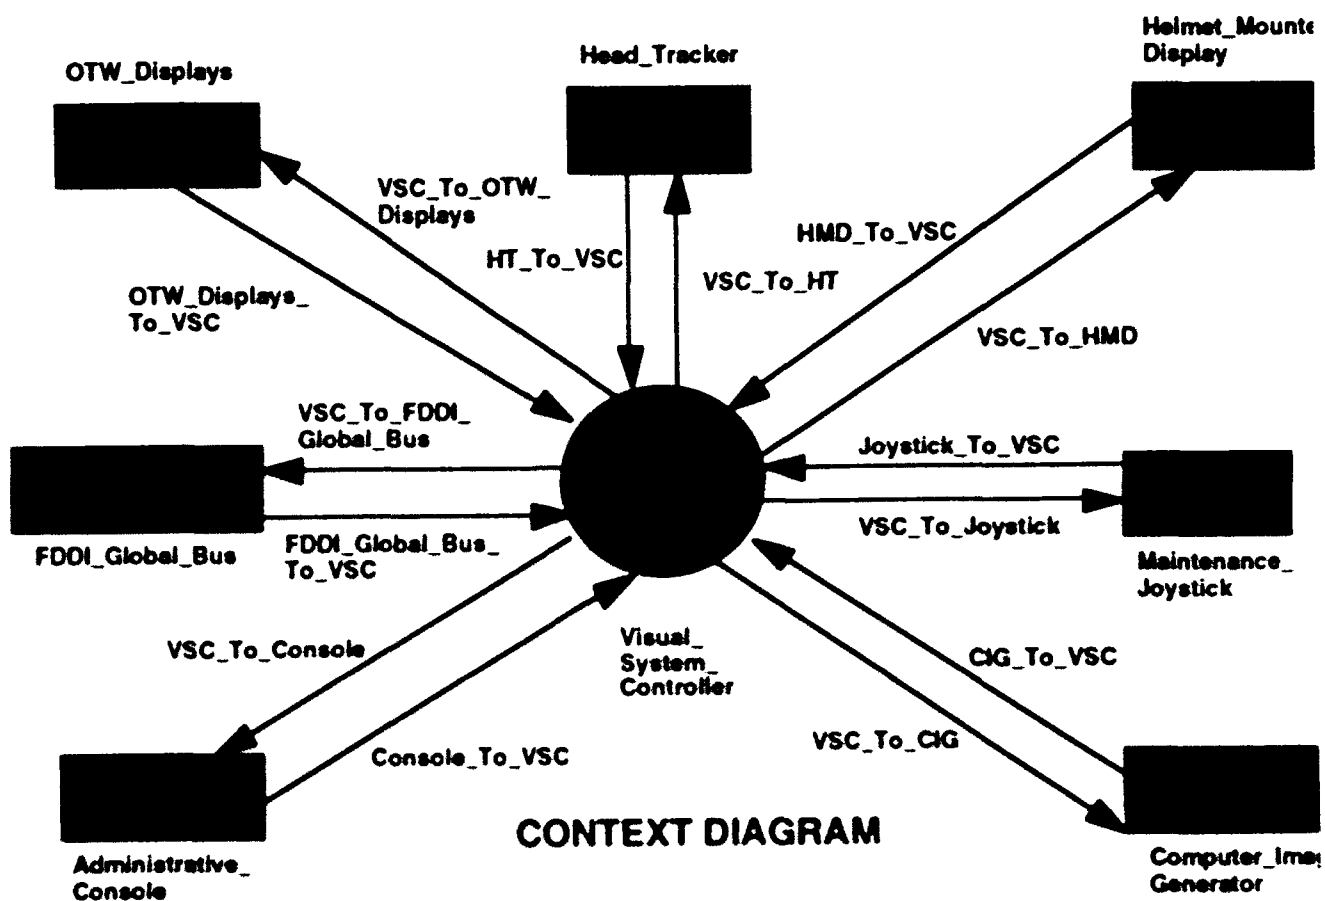 Helmet_Mounte
Display
Head_Tracker
OTW_Displays
VSC_To_OTW_
Displays
HT_To_VSC
VSC_To_HT
HMD_To_VSC
OTW_Displays_
To_VSC
VSC_To_HMD
VSC_To_FDDI_
Global_Bus
Joystick_To_VSC
VSC_To_Joystick
FDDI_Global_Bus
FDDI_Global_Bus_
To_VSC
Maintenance_
Joystick
VSC_To_Console
Visual_
System_
Controller
CIG_To_VSC
VSC_To_CIG
Console_To_VSC
CONTEXT DIAGRAM
Administrative_
Console
Computer_Imag
Generator